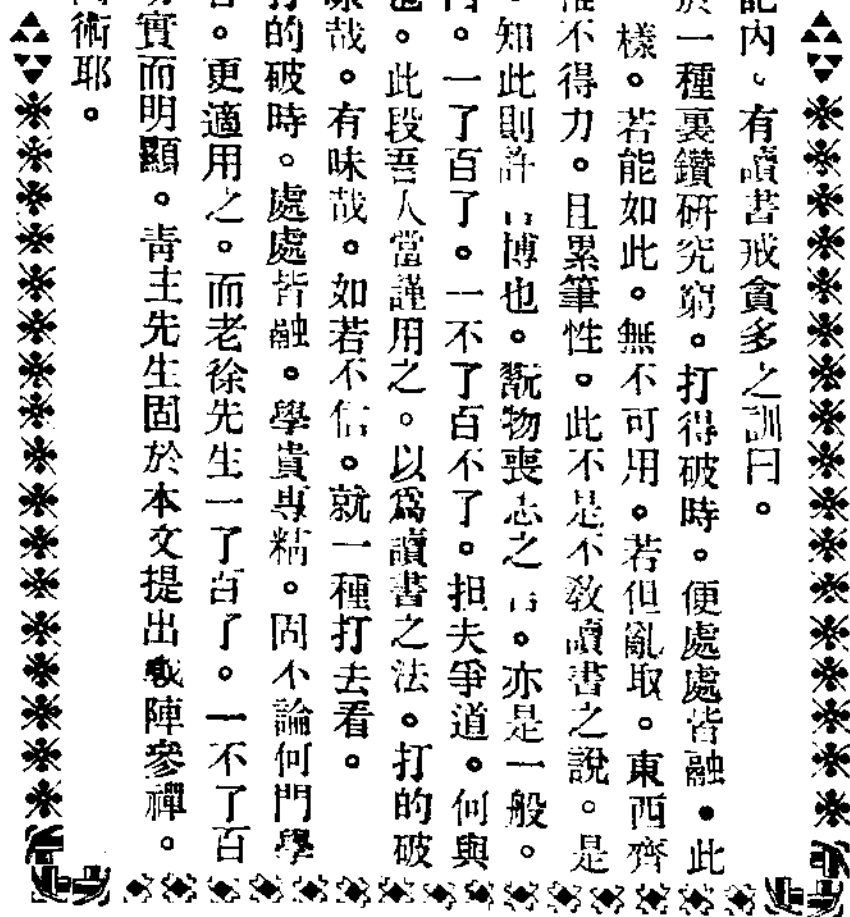 記內。有讀書戒貪多之訓曰。
於一種裏鑽研究窮。打得破時。便處處皆融。此
樣。若能如此。無不可用。若但亂取。東西齊
不得力。且累筆性。此不是不敎讀書之說。是
。知此則許博也。翫物喪志之言。亦是一般。
。一了百了。一不了百不了。担夫爭道。何與
也。此段吾人當謹用之。以爲讀書之法。打的破
味哉。有味哉。如若不信。就一種打去看。
打的破時。處處皆融。學貴專精。固不論何門學
。更適用之。而老徐先生一了百了。一不了百
實而明顯。靑主先生固於本文提出戰陣參禪。
術耶。